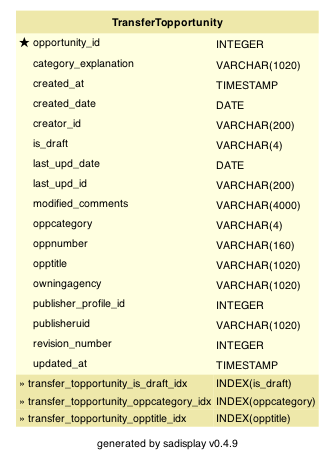 TransferTopportunity
★ opportunity_id INTEGER
category_explanation VARCHAR(1020)
created_at TIMESTAMP
created_date DATE
creator_id VARCHAR(200)
is_draft VARCHAR(4)
last_upd_date DATE
last_upd_id VARCHAR(200)
modified_comments VARCHAR(4000)
oppcategory VARCHAR(4)
oppnumber VARCHAR(160)
opptitle VARCHAR(1020)
owningagency VARCHAR(1020)
publisher_profile_id INTEGER
publisheruid VARCHAR(1020)
revision_number INTEGER
updated_at TIMESTAMP
» transfer_topportunity_is_draft_idx INDEX(is_draft)
» transfer_topportunity_oppcategory_idx INDEX(oppcategory)
» transfer_topportunity_opptitle_idx INDEX(opptitle)
generated by sadisplay v0.4.9